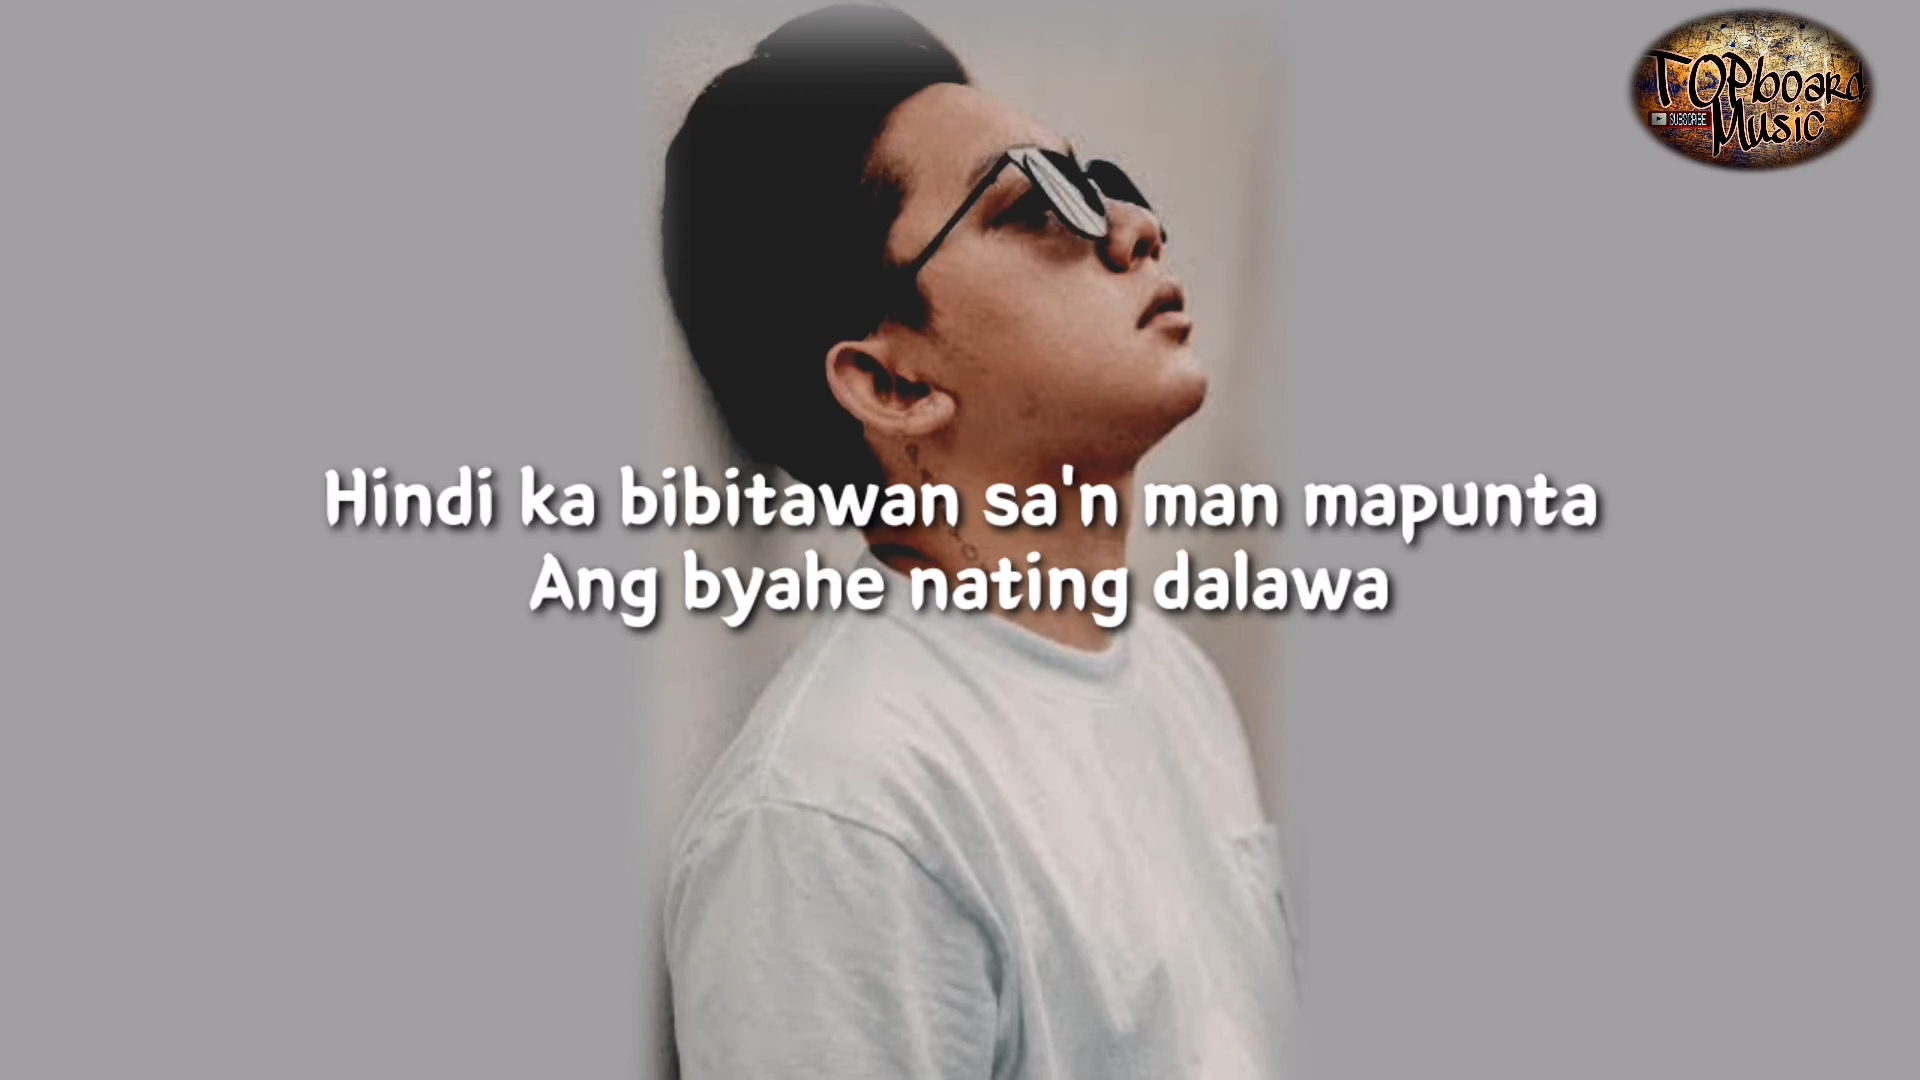 TOPboard
SUBSCRIBE
Music
Hindi ka bibitawan sa'n man mapunta
Ang byahe nating dalawa